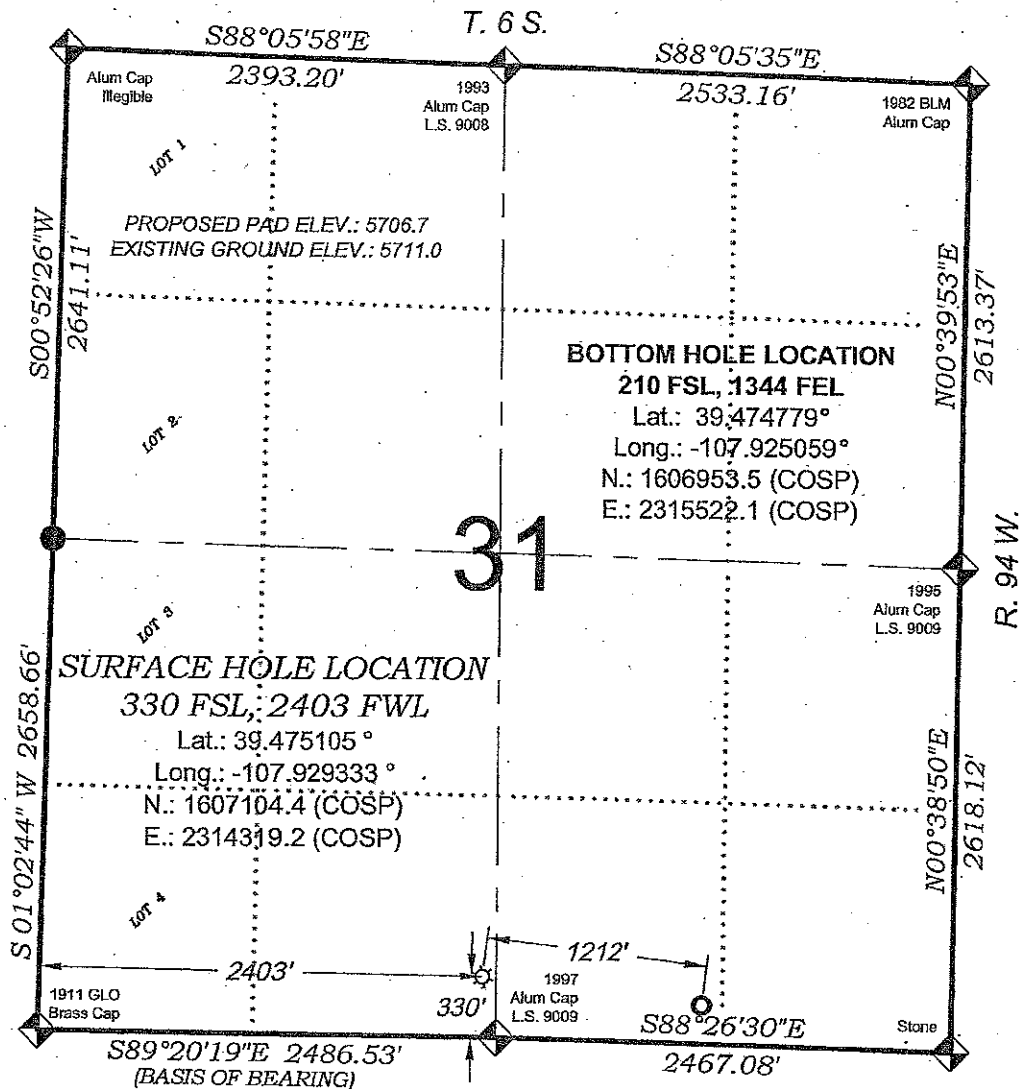 T. 6 S.
S88°05'58"E
2393.20'
S88°05'35"E
2533.16'
Alum Cap
Illegible
1993
Alum Cap
L.S. 9008
1982 BLM
Alum Cap
LOT 1
PROPOSED PAD ELEV.: 5706.7
EXISTING GROUND ELEV.: 5711.0
S00°52'26"W
2641.11'
N00°39'53"E
2613.37'
BOTTOM HOLE LOCATION
210 FSL, 1344 FEL
Lat.: 39.474779°
Long.: -107.925059°
N.: 1606953.5 (COSP)
E.: 2315522.1 (COSP)
LOT 2
31
R. 94 W.
1995
Alum Cap
L.S. 9009
LOT 3
SURFACE HOLE LOCATION
330 FSL, 2403 FWL
Lat.: 39.475105 °
Long.: -107.929333 °
N.: 1607104.4 (COSP)
E.: 2314319.2 (COSP)
S 01°02'44" W 2658.66'
N00°38'50"E
2618.12'
LOT 4
2403'
1212'
330'
1911 GLO
Brass Cap
1997
Alum Cap
L.S. 9009
Stone
S89°20'19"E 2486.53'
(BASIS OF BEARING)
S88°26'30"E
2467.08'